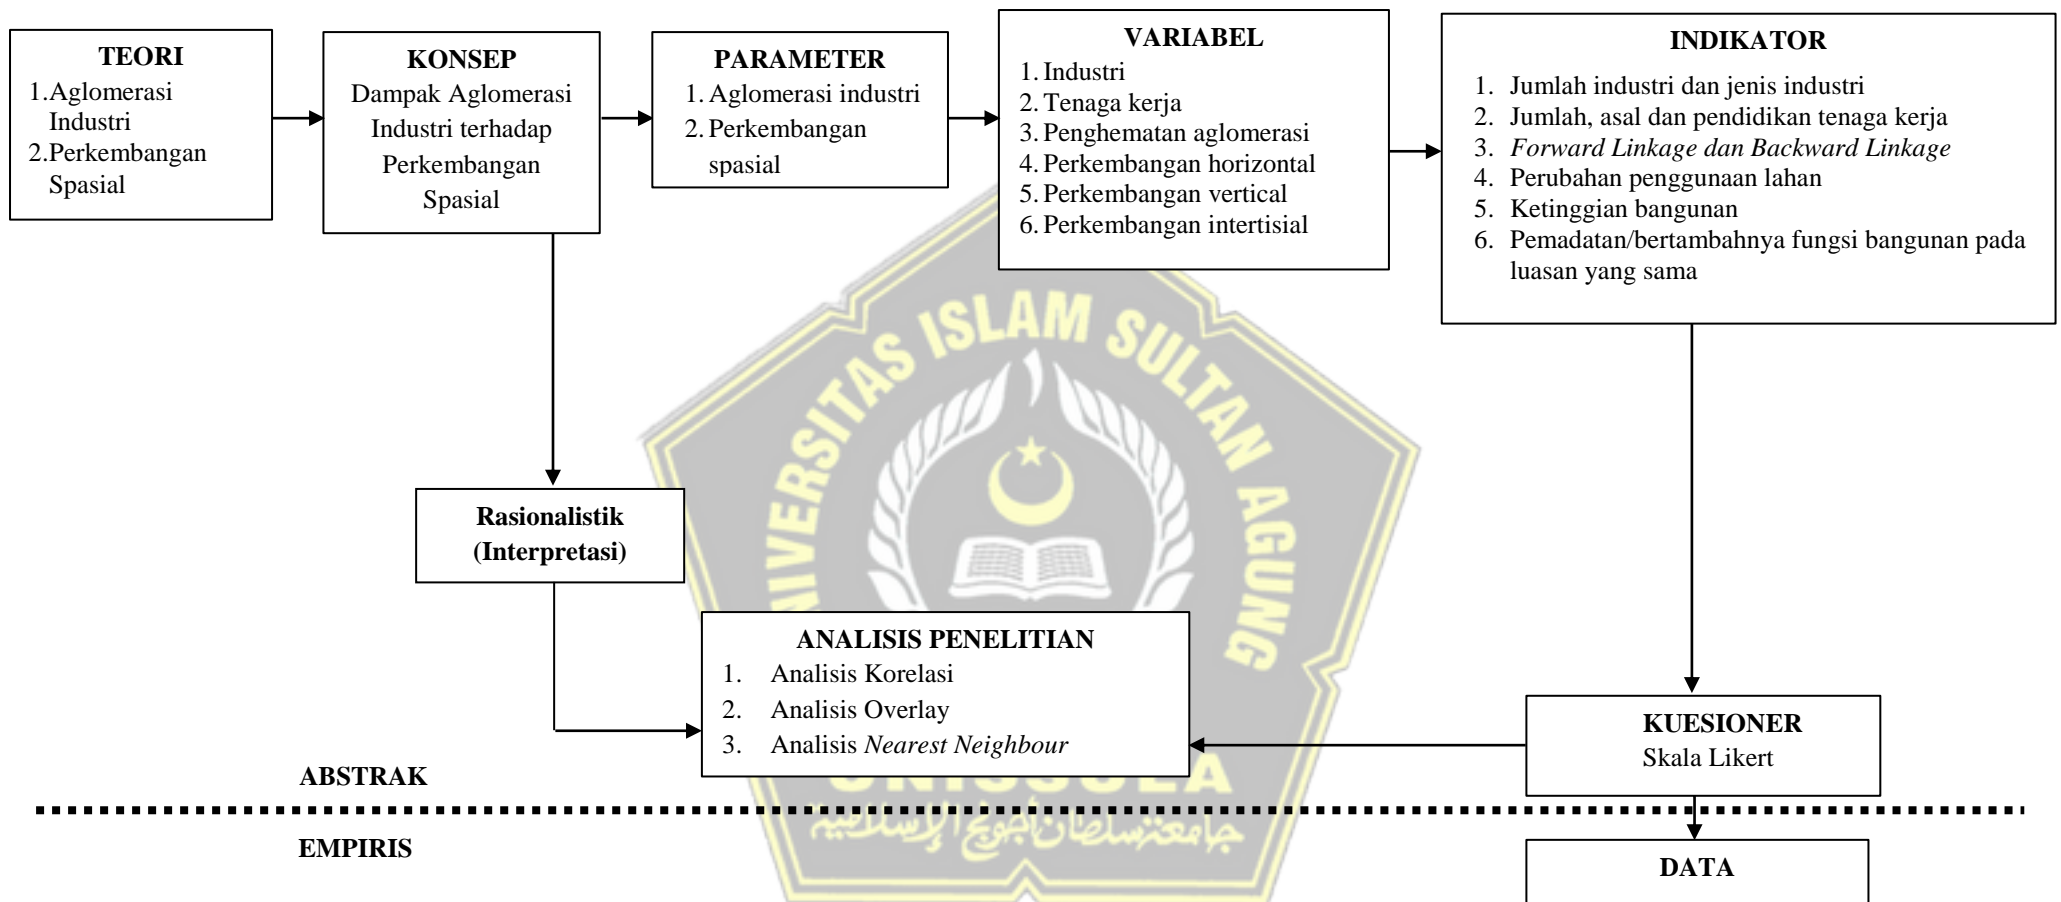 TEORI
1.Aglomerasi
Industri
2.Perkembangan
Spasial
KONSEP
Dampak Aglomerasi
Industri terhadap
Perkembangan
Spasial
PARAMETER
1. Aglomerasi industri
2. Perkembangan
spasial
VARIABEL
1. Industri
2. Tenaga kerja
3. Penghematan aglomerasi
4. Perkembangan horizontal
5. Perkembangan vertical
6. Perkembangan intertisial
INDIKATOR
1. Jumlah industri dan jenis industri
2. Jumlah, asal dan pendidikan tenaga kerja
3. Forward Linkage dan Backward Linkage
4. Perubahan penggunaan lahan
5. Ketinggian bangunan
6. Pemadatan/bertambahnya fungsi bangunan pada
luasan yang sama
UNIVERSITAS ISLAM SULTAN AGUNG
Rasionalistik
(Interpretasi)
ANALISIS PENELITIAN
1. Analisis Korelasi
2. Analisis Overlay
3. Analisis Nearest Neighbour
KUESIONER
Skala Likert
UNISSULA
جامعة سلطان أجونج الإسلامية
ABSTRAK
EMPIRIS
DATA